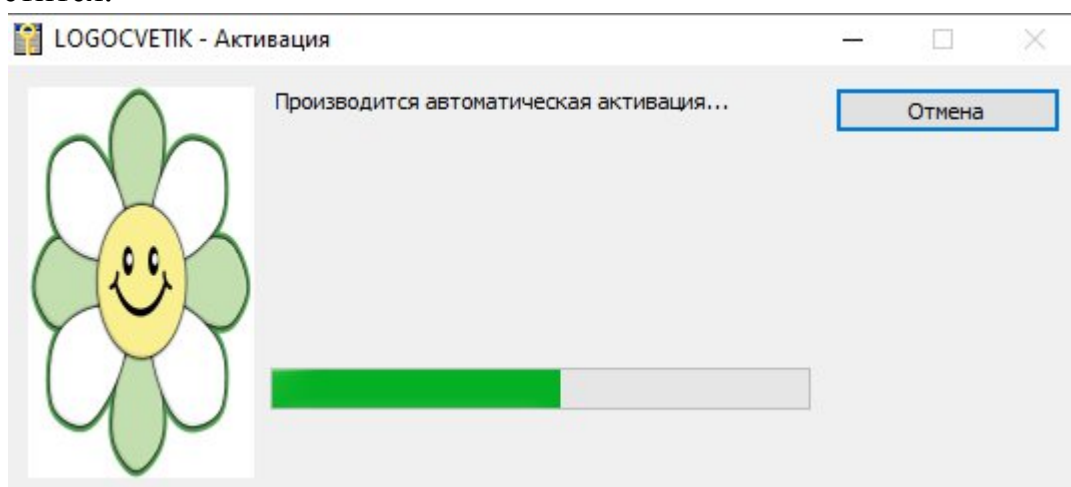 LOGOCVETIK - Активация
Производится автоматическая активация...
Отмена